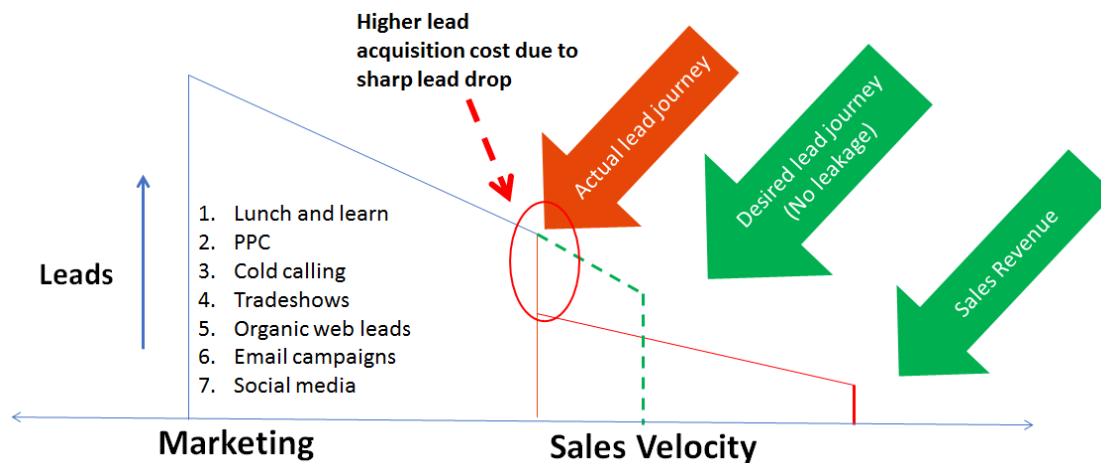 Higher lead
acquisition cost due to
sharp lead drop
Actual lead journey
Desired lead journey
(No leakage)
Sales Revenue
Leads
1. Lunch and learn
2. PPC
3. Cold calling
4. Tradeshows
5. Organic web leads
6. Email campaigns
7. Social media
Marketing
Sales Velocity